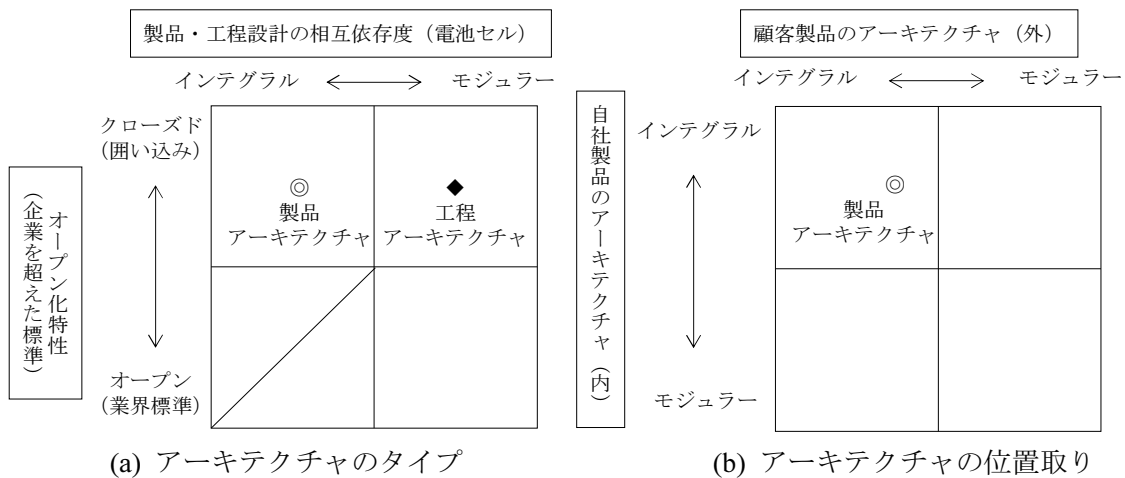 製品・工程設計の相互依存度（電池セル）
インテグラル
モジュラー
クローズド
（囲い込み）
オープン化特性
（企業を超えた標準）
オープン
（業界標準）
◎
製品
アーキテクチャ
◆
工程
アーキテクチャ
(a) アーキテクチャのタイプ
顧客製品のアーキテクチャ（外）
インテグラル
モジュラー
自社製品のアーキテクチャ（内）
インテグラル
モジュラー
◎
製品
アーキテクチャ
(b) アーキテクチャの位置取り